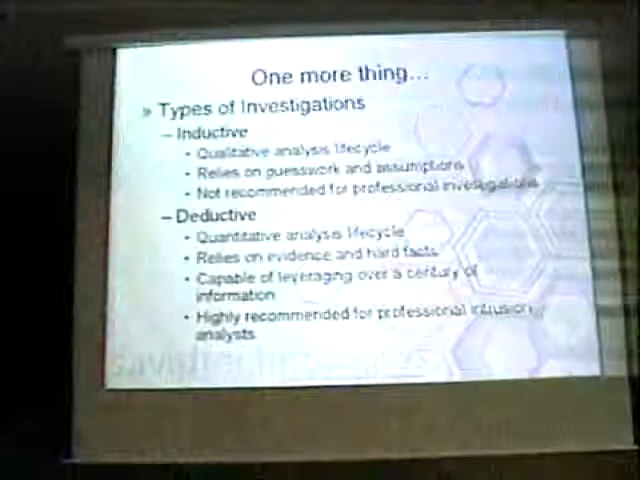 One more thing...
» Types of Investigations
– Inductive
• Qualitative analysis lifecycle
• Relies on guesswork and assumptions
• Not recommended for professional investigations
– Deductive
• Quantitative analysis lifecycle
• Relies on evidence and hard facts
• Capable of leveraging over a century of
information
• Highly recommended for professional intrusion
analysts